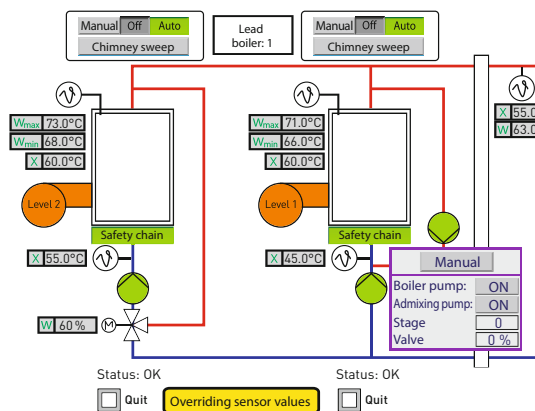 Manual Off Auto
Chimney sweep
Lead
boiler: 1
Manual Off Auto
Chimney sweep
Wmax 73.0°C
Wmin 68.0°C
X 60.0°C
Level 2
Safety chain
X 55.0°C
W 60 %
M
Wmax 71.0°C
Wmin 66.0°C
X 60.0°C
Level 1
Safety chain
X 45.0°C
X 55.0
W 63.0
Manual
Boiler pump: ON
Admixing pump: ON
Stage 0
Valve 0 %
Status: OK
Quit
Overriding sensor values
Status: OK
Quit